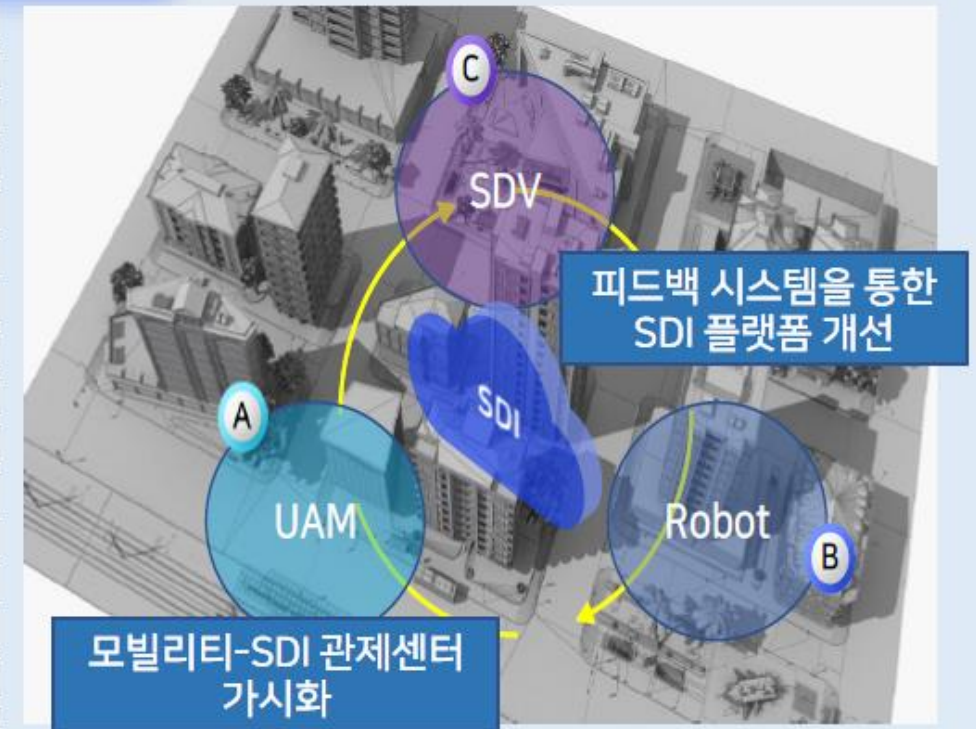 C
SDV
피드백 시스템을 통한
SDI 플랫폼 개선
SDI
A
UAM
Robot
B
모빌리티-SDI 관제센터
가시화